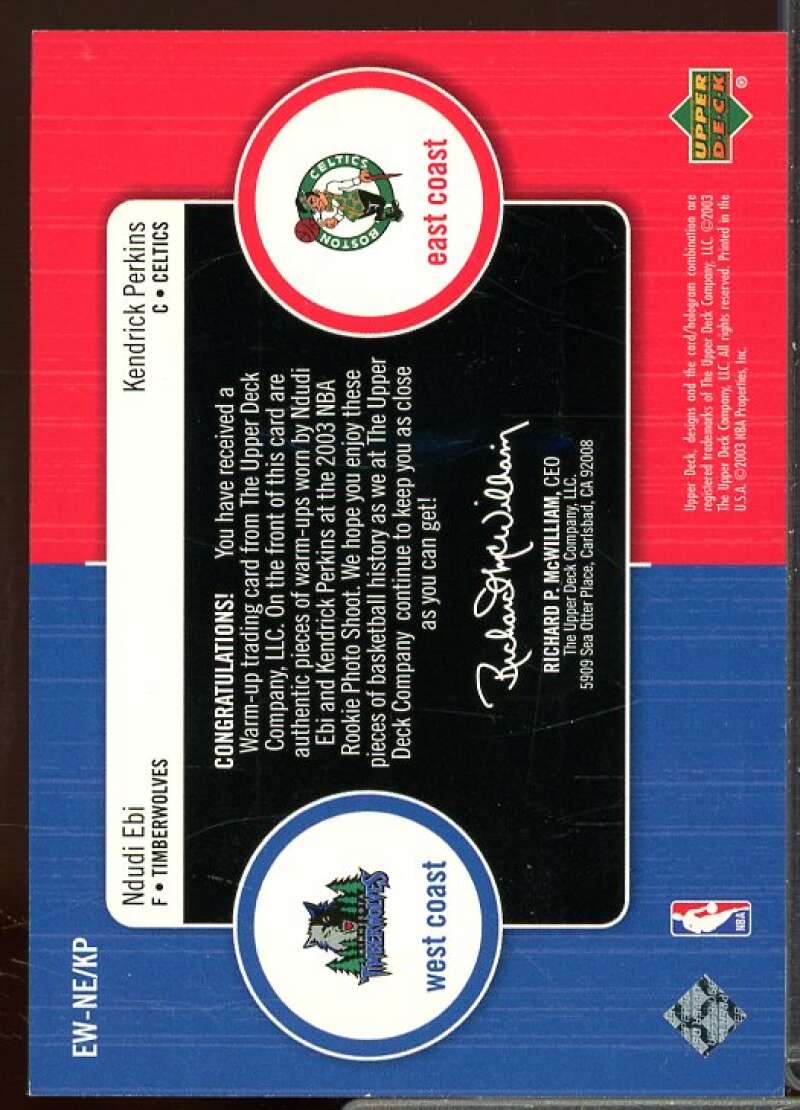 EW-NE/KP
Ndudi Ebi
F • TIMBERWOLVES
Kendrick Perkins
C • CELTICS
MINNESOTA
TIMBERWOLVES
west coast
CELTICS
BOSTON
east coast
CONGRATULATIONS! You have received a
Warm-up trading card from The Upper Deck
Company, LLC. On the front of this card are
authentic pieces of warm-ups worn by Ndudi
Ebi and Kendrick Perkins at the 2003 NBA
Rookie Photo Shoot. We hope you enjoy these
pieces of basketball history as we at The Upper
Deck Company continue to keep you as close
as you can get!
Richard McWilliam
RICHARD P. McWILLIAM, CEO
The Upper Deck Company, LLC.
5909 Sea Otter Place, Carlsbad, CA 92008
NBA
Upper Deck, designs and the card/hologram combination are
registered trademarks of The Upper Deck Company, LLC. ©2003
The Upper Deck Company, LLC. All rights reserved. Printed in the
U.S.A. ©2003 NBA Properties, Inc.
UPPER
DECK
®